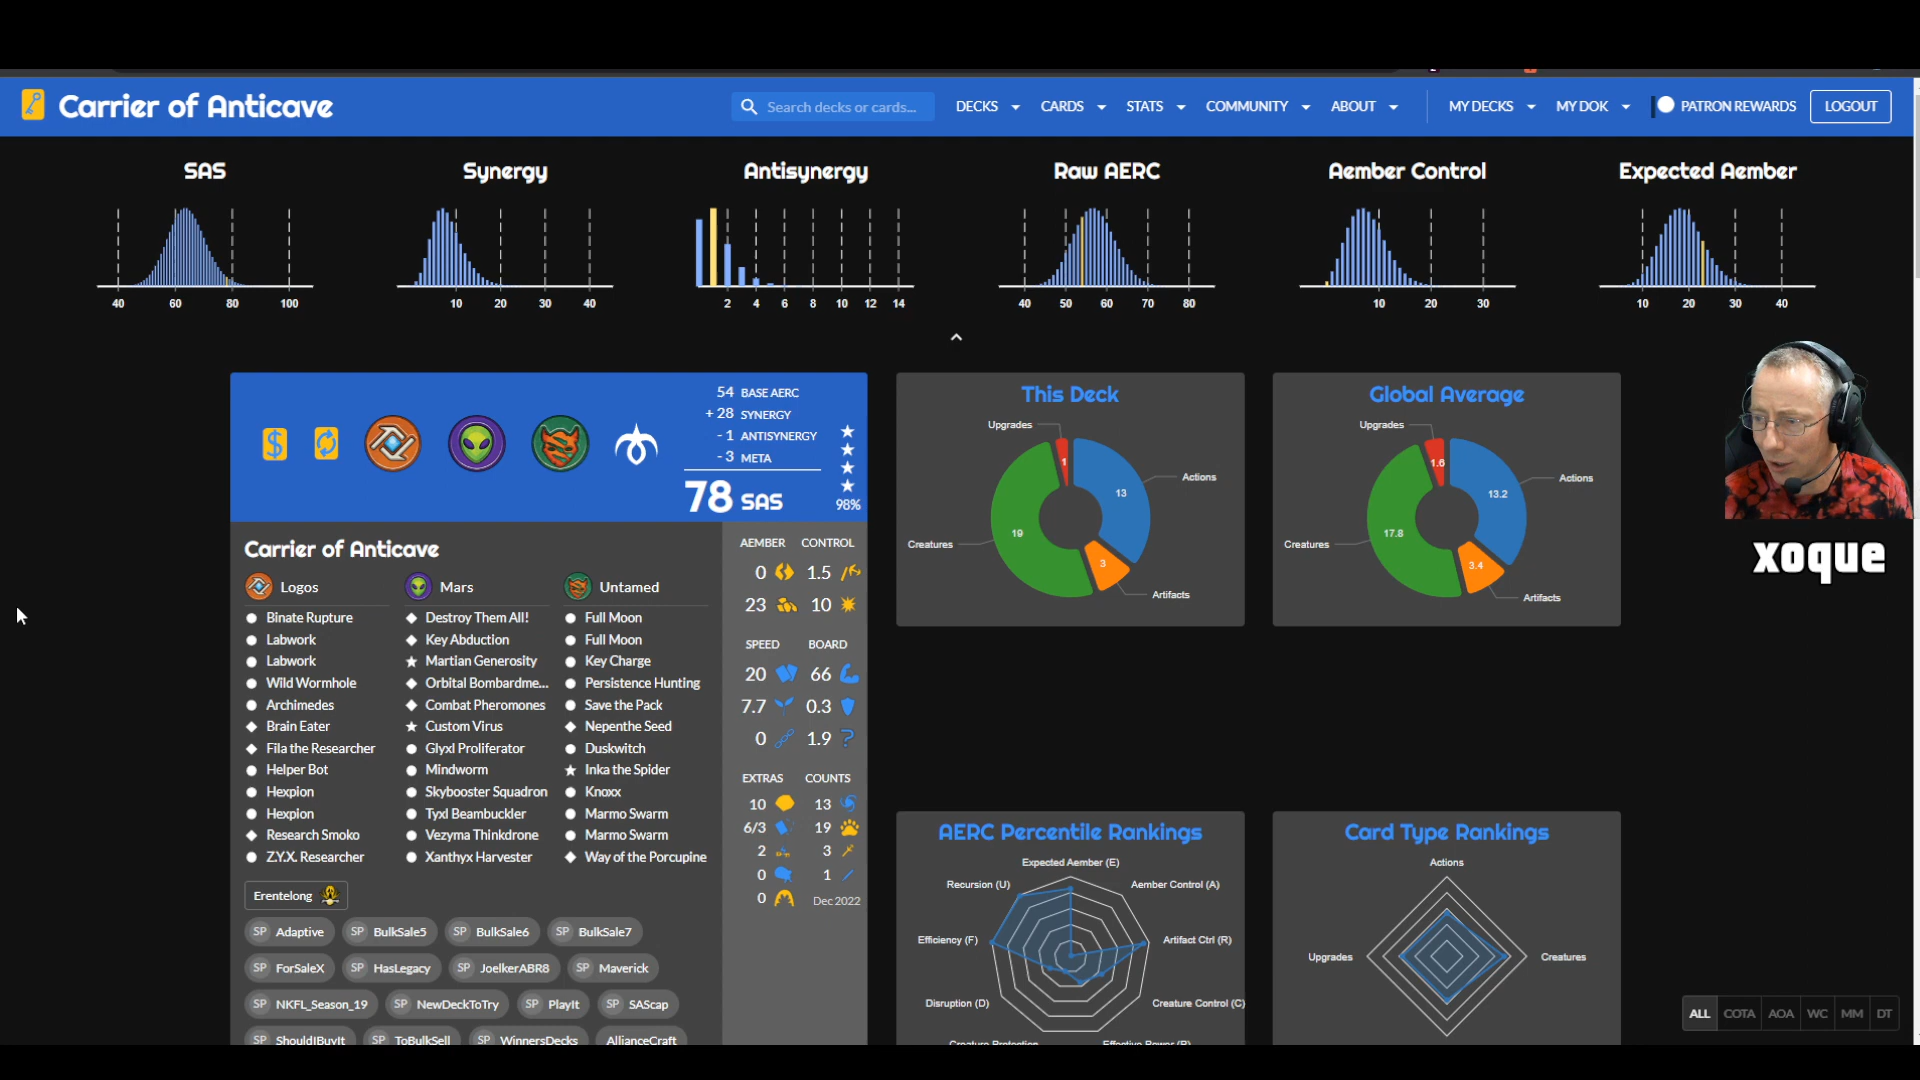 Carrier of Anticave
Search decks or cards...
DECKS
CARDS
STATS
COMMUNITY
ABOUT
MY DECKS
MY DOK
PATRON REWARDS
LOGOUT
SAS
Synergy
Antisynergy
Raw AERC
Aember Control
Expected Aember
40 60 80 100
10 20 30 40
2 4 6 8 10 12 14
40 50 60 70 80
10 20 30
10 20 30 40
54 BASE AERC
+ 28 SYNERGY
- 1 ANTISYNERGY
- 3 META
78 SAS
98%
Carrier of Anticave
Logos
Binate Rupture
Labwork
Labwork
Wild Wormhole
Archimedes
Brain Eater
Fila the Researcher
Helper Bot
Hexpion
Hexpion
Research Smoko
Z.Y.X. Researcher
Mars
Destroy Them All!
Key Abduction
Martian Generosity
Orbital Bombardme...
Combat Pheromones
Custom Virus
Glyxl Proliferator
Mindworm
Skybooster Squadron
Tyxl Beambuckler
Vezyma Thinkdrone
Xanthyx Harvester
Untamed
Full Moon
Full Moon
Key Charge
Persistence Hunting
Save the Pack
Nepenthe Seed
Duskwitch
Inka the Spider
Knoxx
Marmo Swarm
Marmo Swarm
Way of the Porcupine
Erentelong
SP Adaptive
SP BulkSale5
SP BulkSale6
SP BulkSale7
SP ForSaleX
SP HasLegacy
SP JoelkerABR8
SP Maverick
SP NKFL_Season_19
SP NewDeckToTry
SP PlayIt
SP SAScap
SP ShouldIBuyIt
SP ToBulkSell
SP WinnersDecks
AllianceCraft
AEMBER CONTROL
0 1.5
23 10
SPEED BOARD
20 66
7.7 0.3
0 1.9
EXTRAS COUNTS
10 13
6/3 19
2 3
0 1
0 Dec 2022
This Deck
Upgrades
1
Actions
13
Creatures
19
3
Artifacts
Global Average
Upgrades
1.6
Actions
13.2
Creatures
17.8
3.4
Artifacts
AERC Percentile Rankings
Expected Aember (E)
Recursion (U)
Aember Control (A)
Efficiency (F)
Artifact Ctrl (R)
Disruption (D)
Creature Control (C)
Creature Protection
Effective Power (P)
Card Type Rankings
Actions
Upgrades
Creatures
xoque
ALL COTA AOA WC MM DT